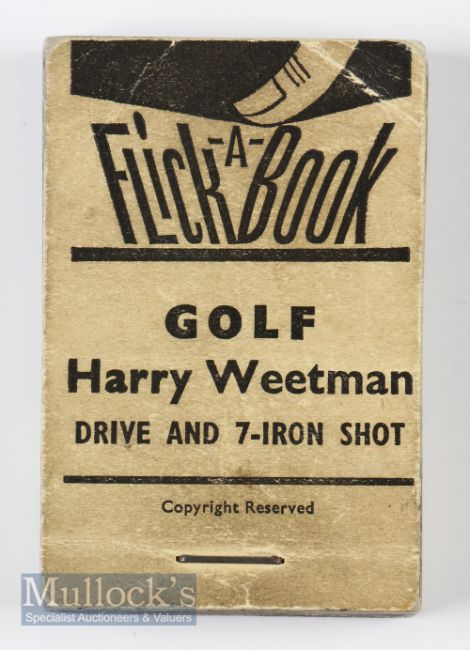 FLICK-A-BOOK
GOLF
Harry Weetman
DRIVE AND 7-IRON SHOT
Copyright Reserved
Mullock's
Specialist Auctioneers & Valuers